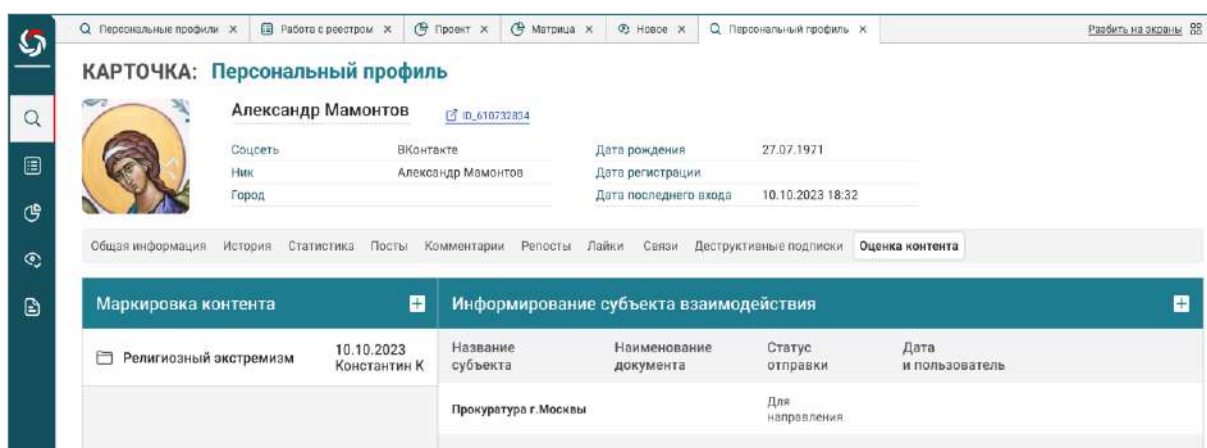 Персональные профили × Работа с реестром × Проект × Матрица × Новое × Персональный профиль × Разбить на экраны
КАРТОЧКА: Персональный профиль
Александр Мамонтов ID_610732834
Соцсеть ВКонтакте Дата рождения 27.07.1971
Ник Александр Мамонтов Дата регистрации
Город Дата последнего входа 10.10.2023 18:32
Общая информация История Статистика Посты Комментарии Репосты Лайки Связи Деструктивные подписки Оценка контента
Маркировка контента + Информирование субъекта взаимодействия +
Религиозный экстремизм
10.10.2023
Константин К
Название
субъекта
Наименование
документа
Статус
отправки
Дата
и пользователь
Прокуратура г.Москвы
Для
направления